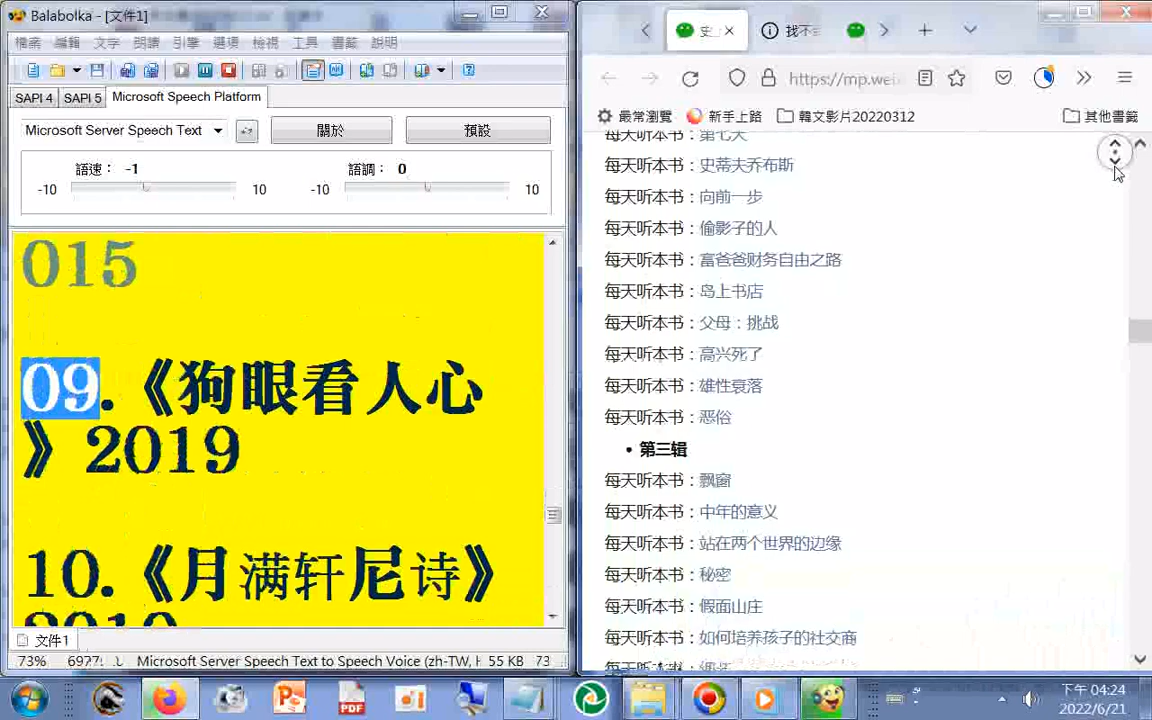 Balabolka - [文件1]
檔案 編輯 文字 朗讀 引擎 選項 檢視 工具 書籤 說明
SAPI 4 SAPI 5 Microsoft Speech Platform
Microsoft Server Speech Text
關於
預設
語速： -1
語調： 0
-10
10
-10
10
015
09.《狗眼看人心
》2019
10.《月满轩尼诗》
2010
文件1
73%
Microsoft Server Speech Text to Speech Voice (zh-TW, H
55 KB
73
找不
https://mp.wei
最常瀏覽 新手上路 韓文影片20220312 其他書籤
每天听本书：第七天
每天听本书：史蒂夫乔布斯
每天听本书：向前一步
每天听本书：偷影子的人
每天听本书：富爸爸财务自由之路
每天听本书：岛上书店
每天听本书：父母：挑战
每天听本书：高兴死了
每天听本书：雄性衰落
每天听本书：恶俗
• 第三辑
每天听本书：飘窗
每天听本书：中年的意义
每天听本书：站在两个世界的边缘
每天听本书：秘密
每天听本书：假面山庄
每天听本书：如何培养孩子的社交商
PDF
下午 04:24
2022/6/21